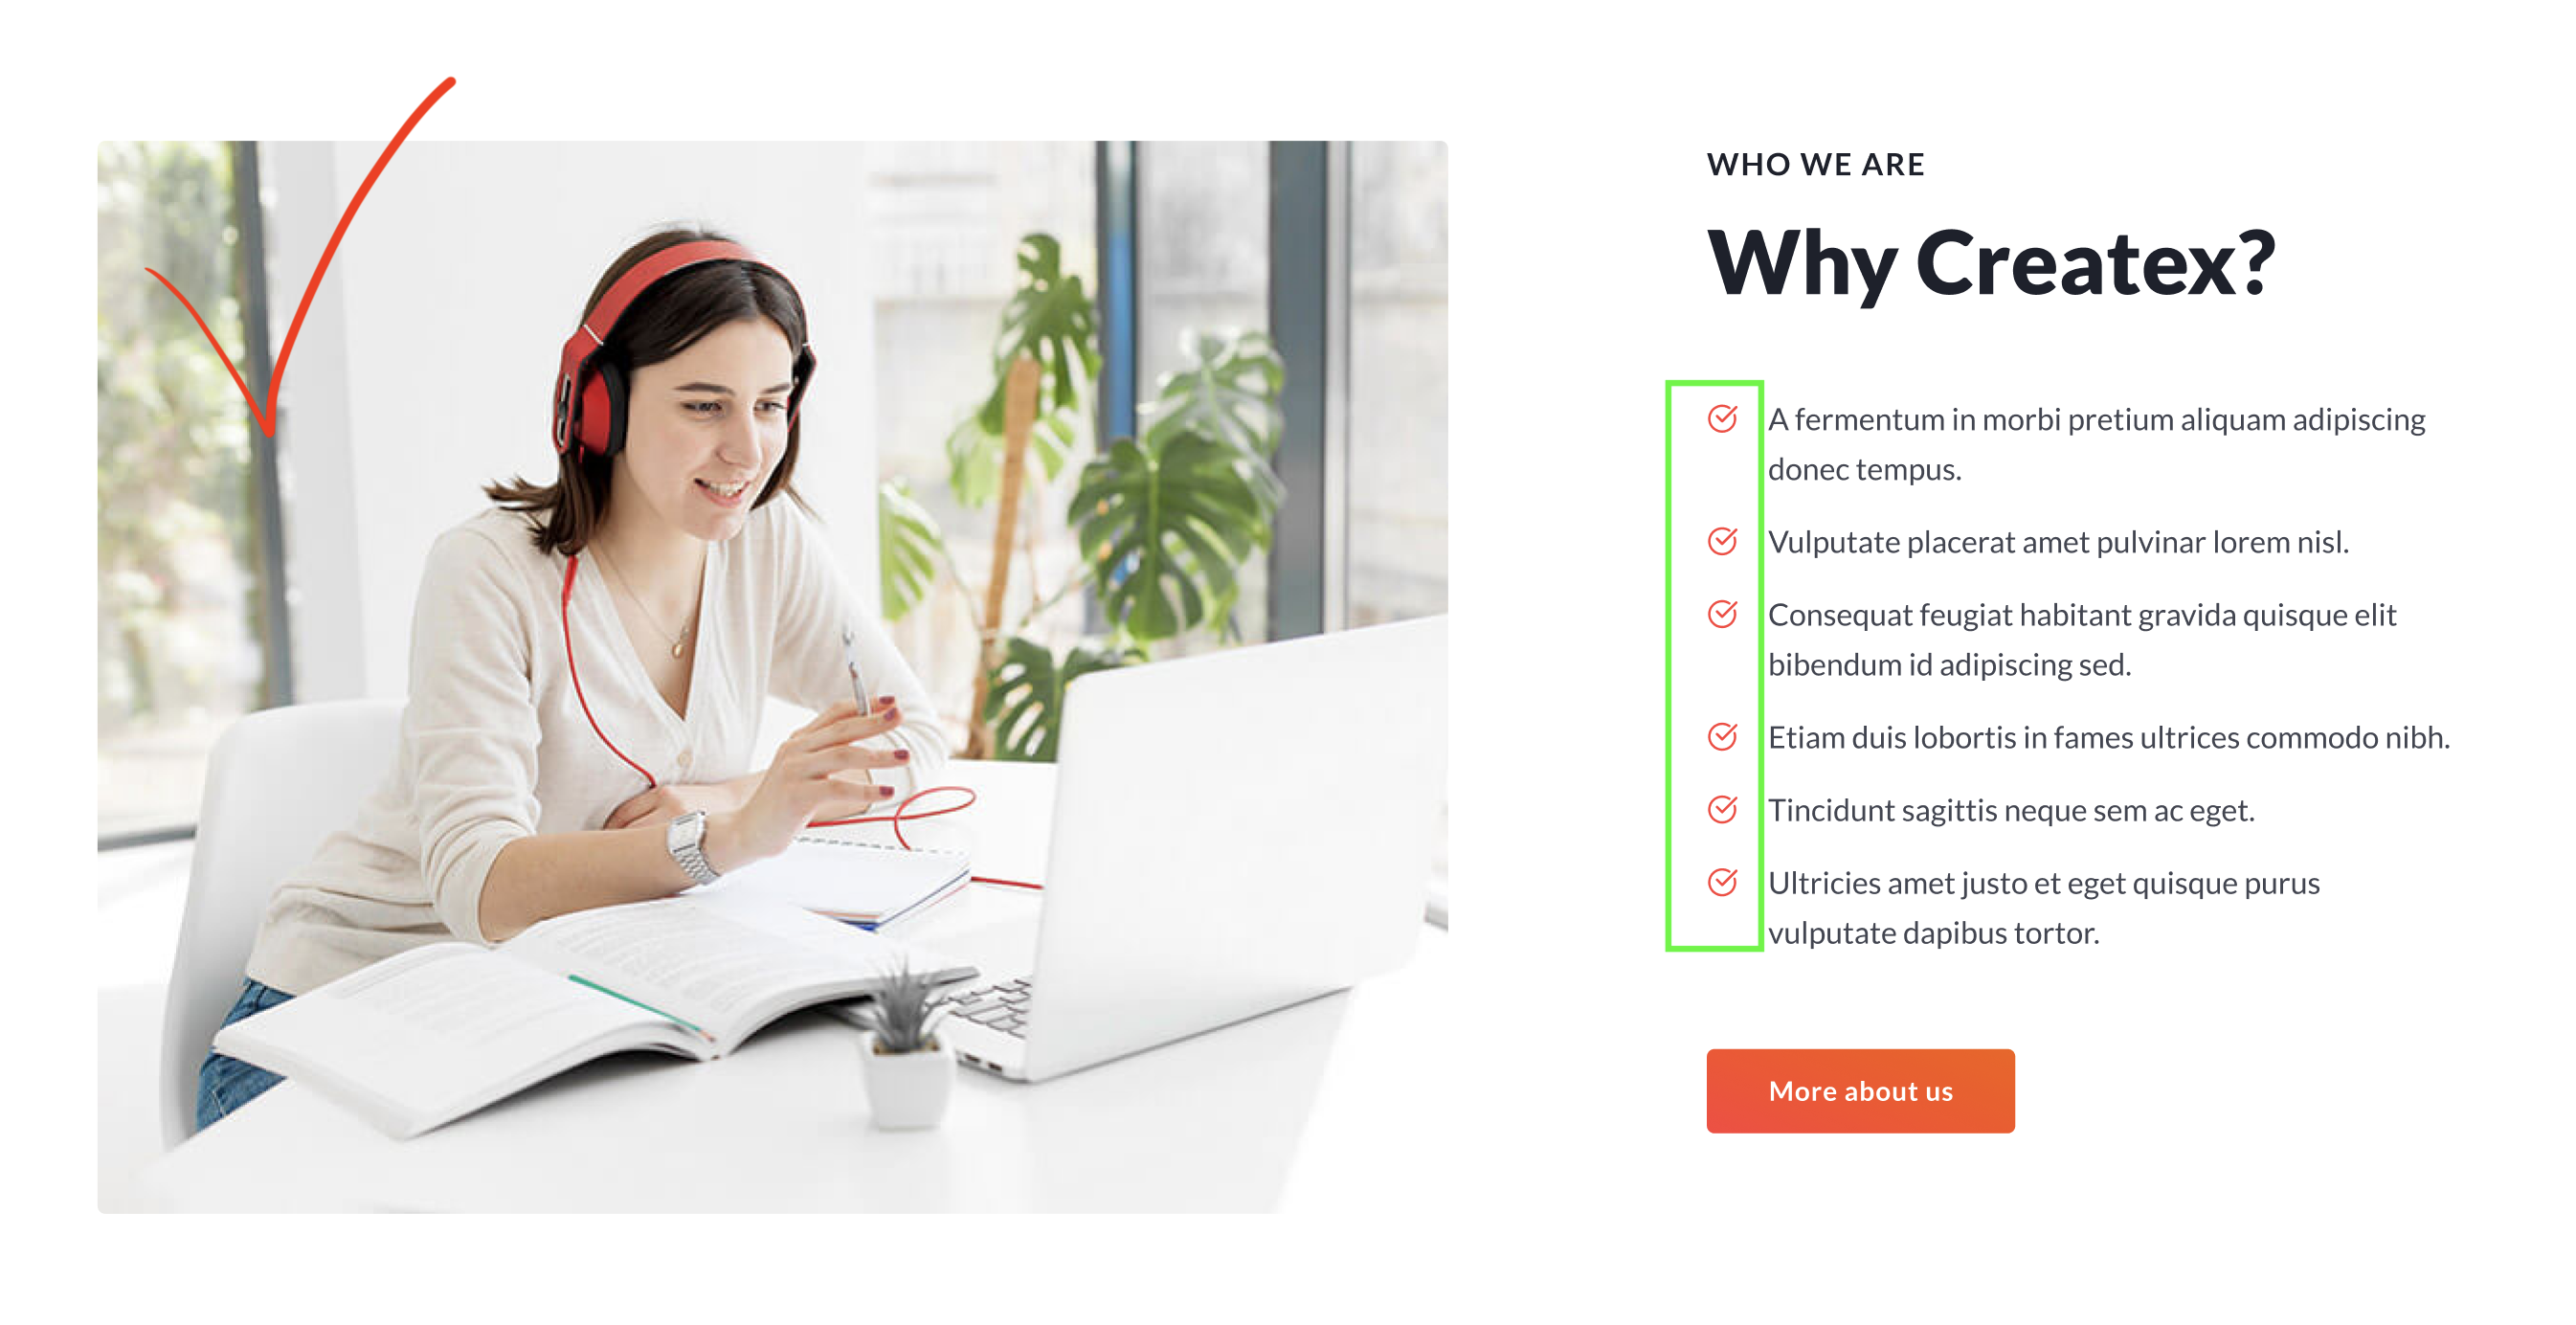 WHO WE ARE
Why Createx?
A fermentum in morbi pretium aliquam adipiscing
donec tempus.
Vulputate placerat amet pulvinar lorem nisl.
Consequat feugiat habitant gravida quisque elit
bibendum id adipiscing sed.
Etiam duis lobortis in fames ultrices commodo nibh.
Tincidunt sagittis neque sem ac eget.
Ultricies amet justo et eget quisque purus
vulputate dapibus tortor.
More about us